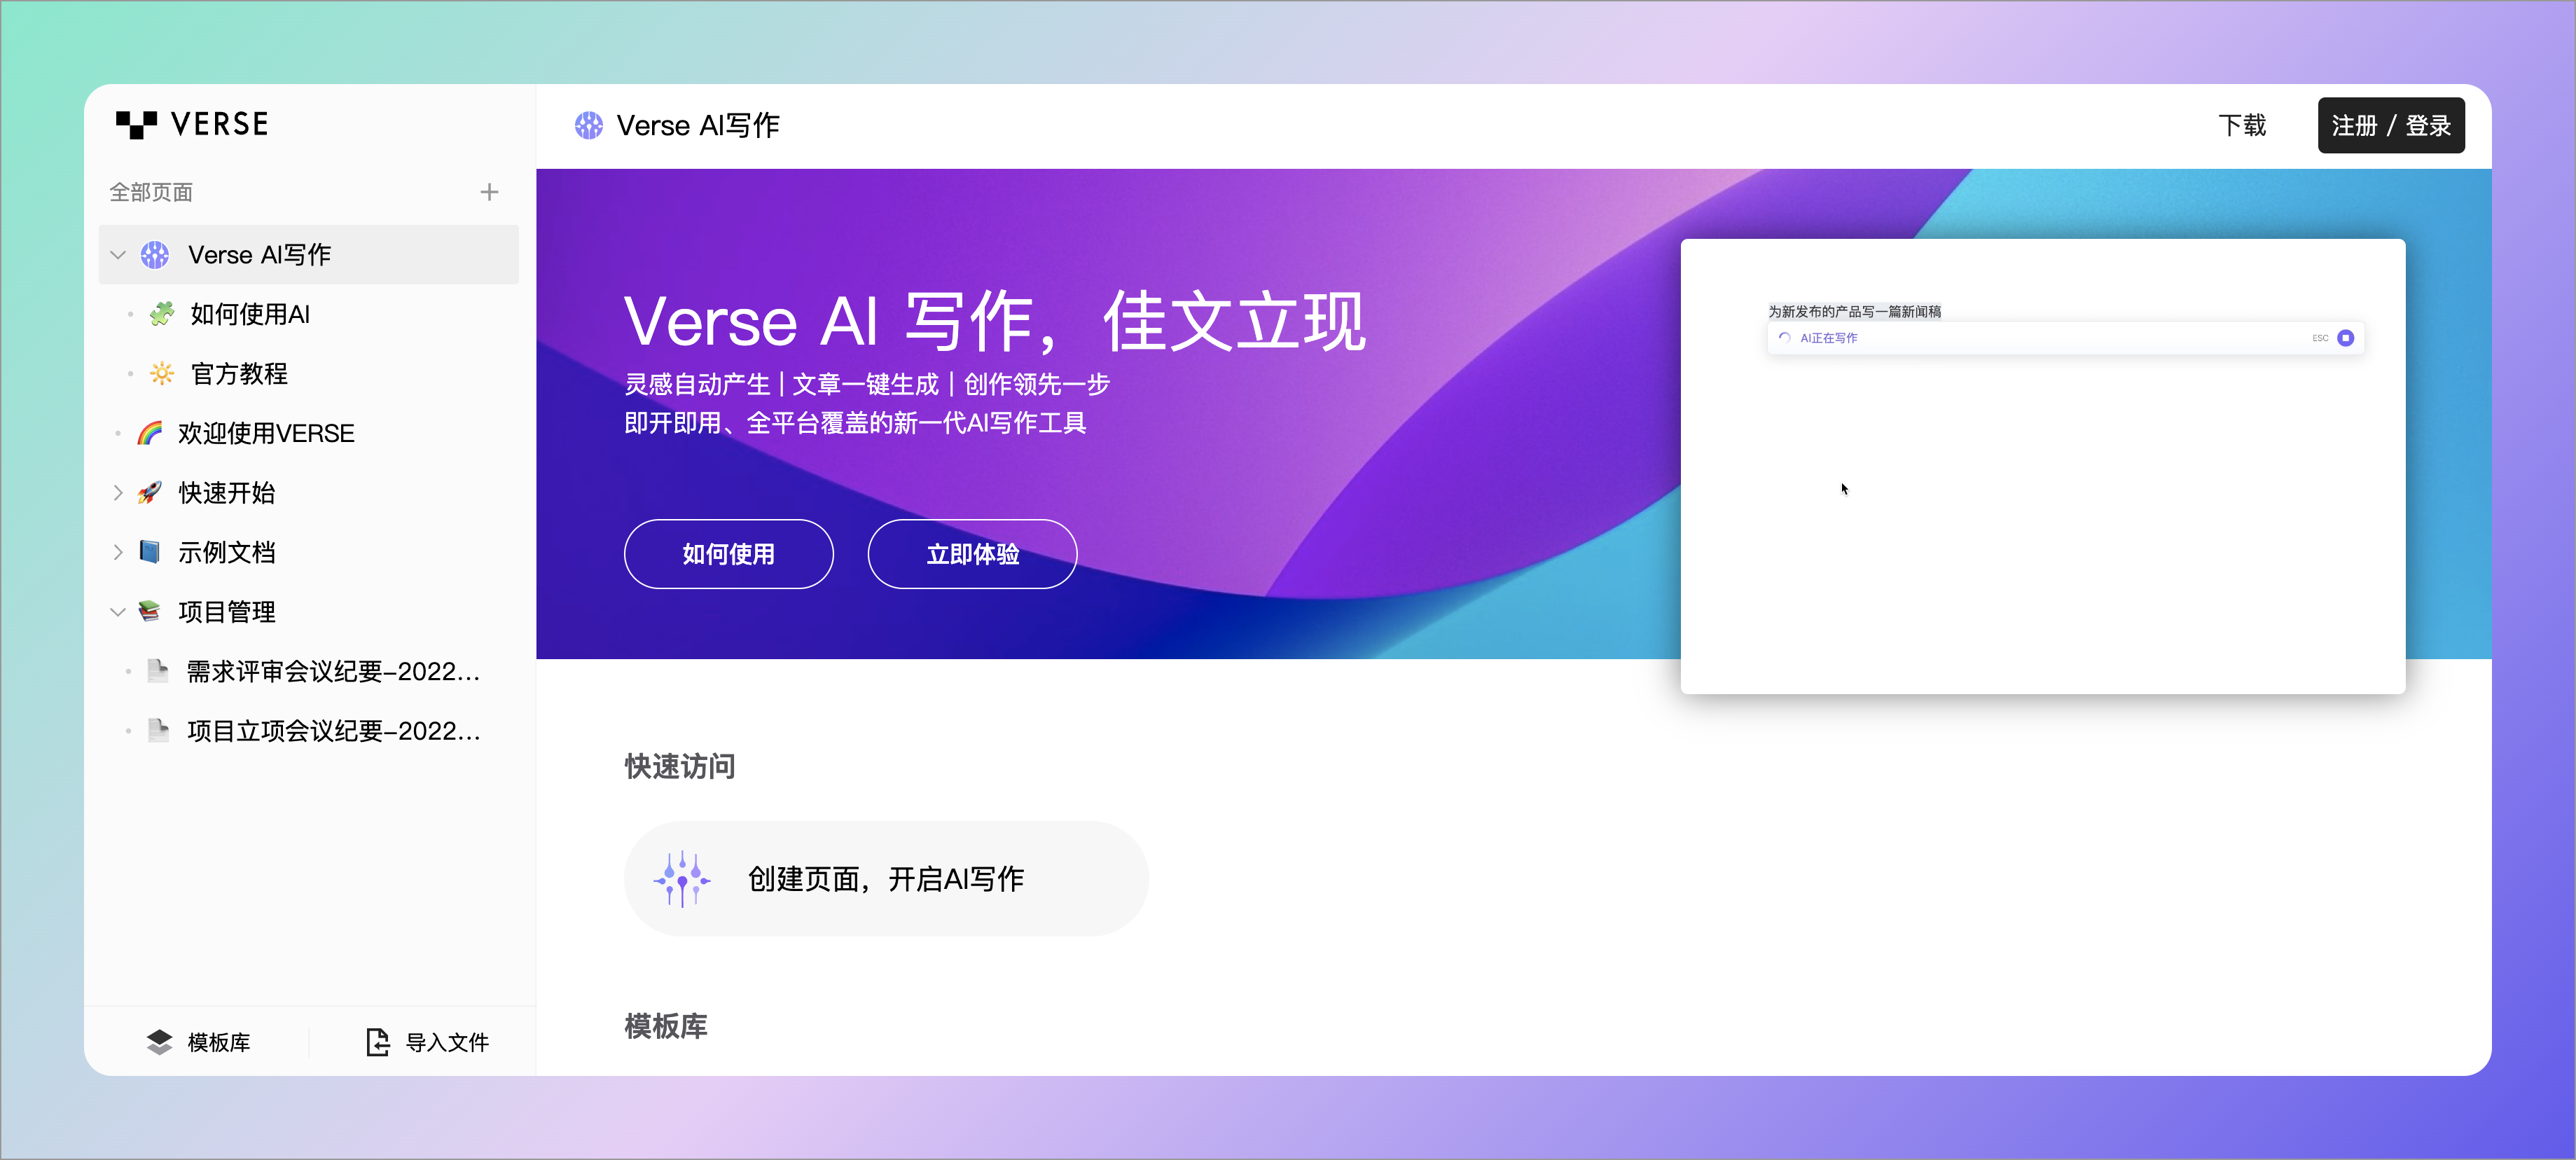 VERSE
全部页面
Verse AI写作
如何使用AI
官方教程
欢迎使用VERSE
快速开始
示例文档
项目管理
需求评审会议纪要-2022...
项目立项会议纪要-2022...
模板库
导入文件
Verse AI写作
下载
注册 / 登录
Verse AI 写作，佳文立现
灵感自动产生 | 文章一键生成 | 创作领先一步
即开即用、全平台覆盖的新一代AI写作工具
如何使用
立即体验
为新发布的产品写一篇新闻稿
AI正在写作
ESC
快速访问
创建页面，开启AI写作
模板库